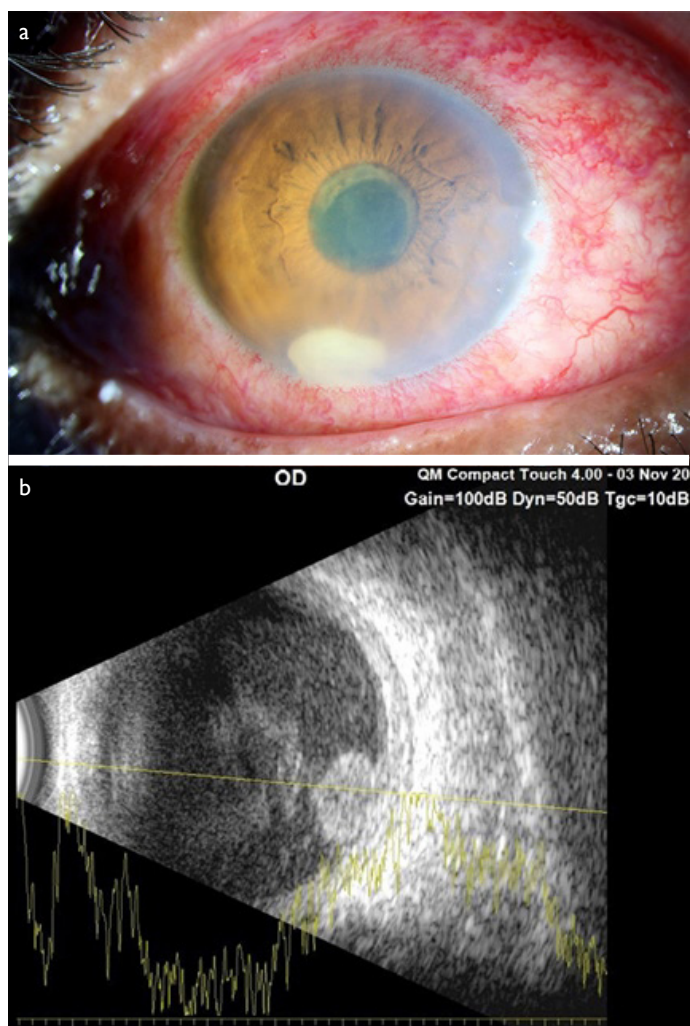 a
b
OD
QM Compact Touch 4.00 - 03 Nov 20
Gain=100dB Dyn=50dB Tgc=10dB